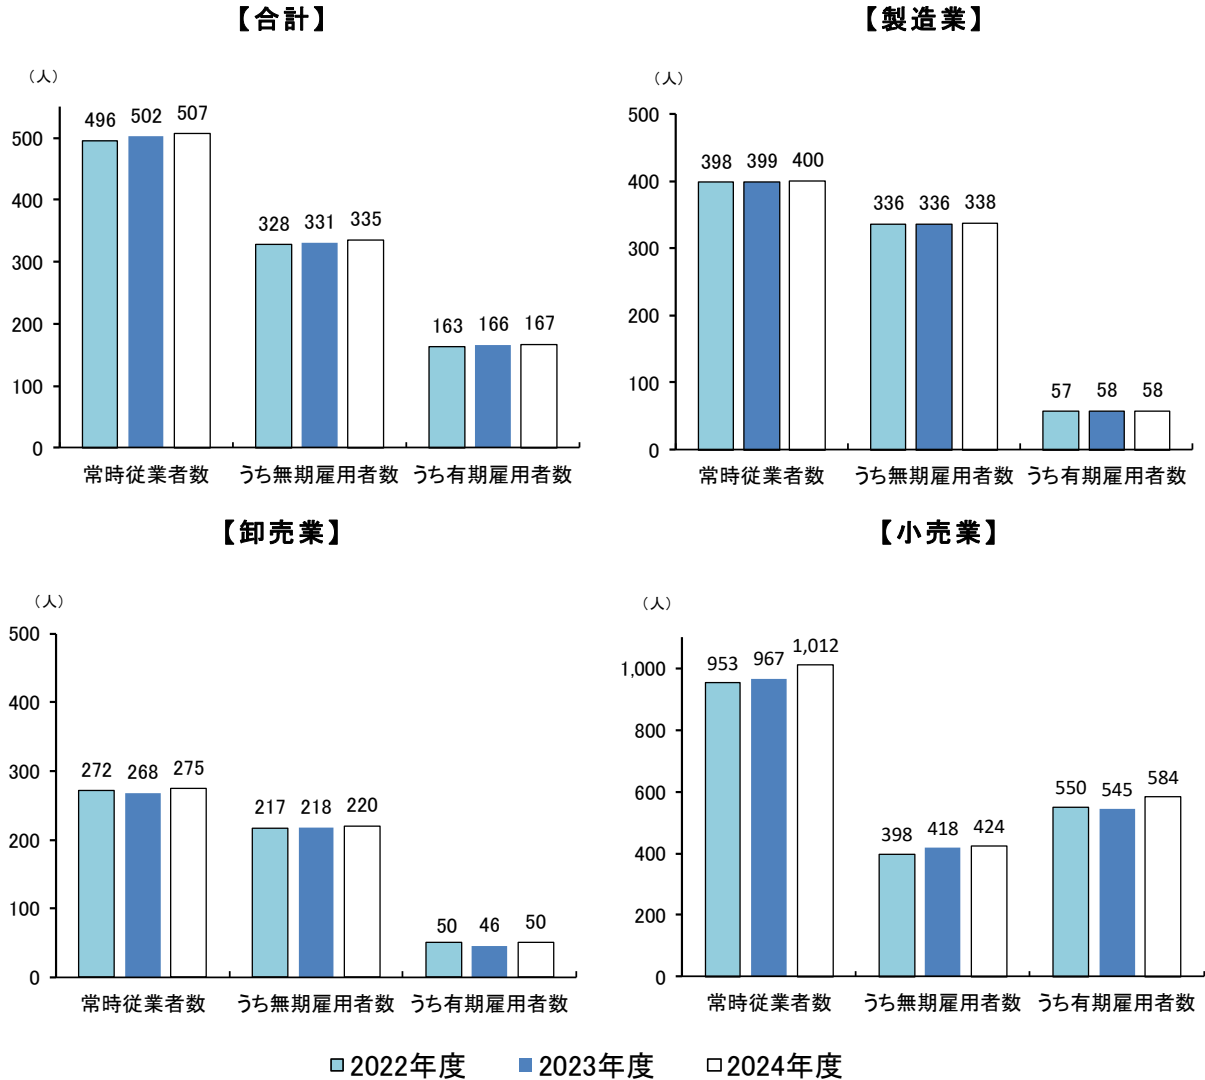 【合計】
（人）
500
400
300
200
100
0
496 502 507
328 331 335
163 166 167
常時従業者数 うち無期雇用者数 うち有期雇用者数
【製造業】
（人）
500
400
300
200
100
0
398 399 400
336 336 338
57 58 58
常時従業者数 うち無期雇用者数 うち有期雇用者数
【卸売業】
（人）
500
400
300
200
100
0
272 268 275
217 218 220
50 46 50
常時従業者数 うち無期雇用者数 うち有期雇用者数
【小売業】
（人）
1,000
800
600
400
200
0
953 967 1,012
398 418 424
550 545 584
常時従業者数 うち無期雇用者数 うち有期雇用者数
2022年度 2023年度 2024年度